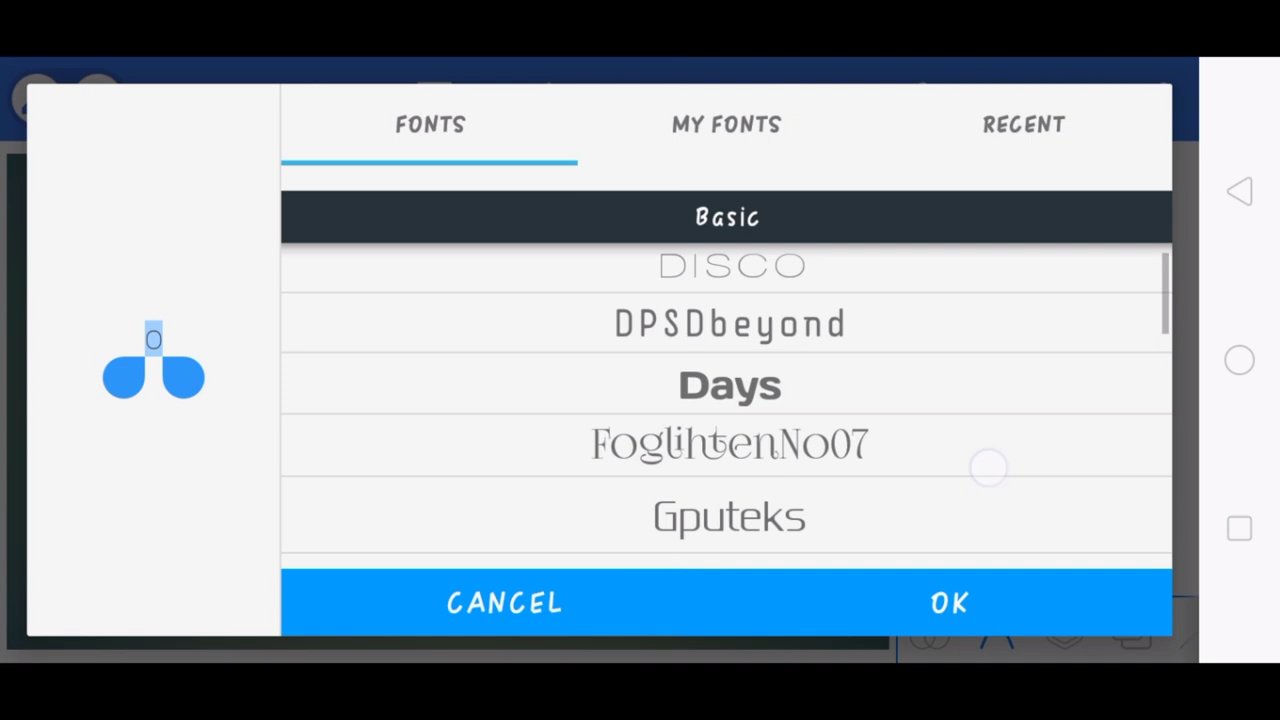 FONTS
MY FONTS
RECENT
Basic
O
DISCO
DPSDbeyond
Days
FoglihtenNo07
Gputeks
CANCEL
OK